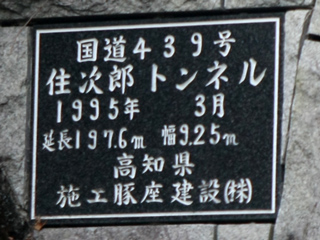 国道439号
住次郎トンネル
1995年 3月
延長197.6m 幅9.25m
高知県
施工豚座建設㈱